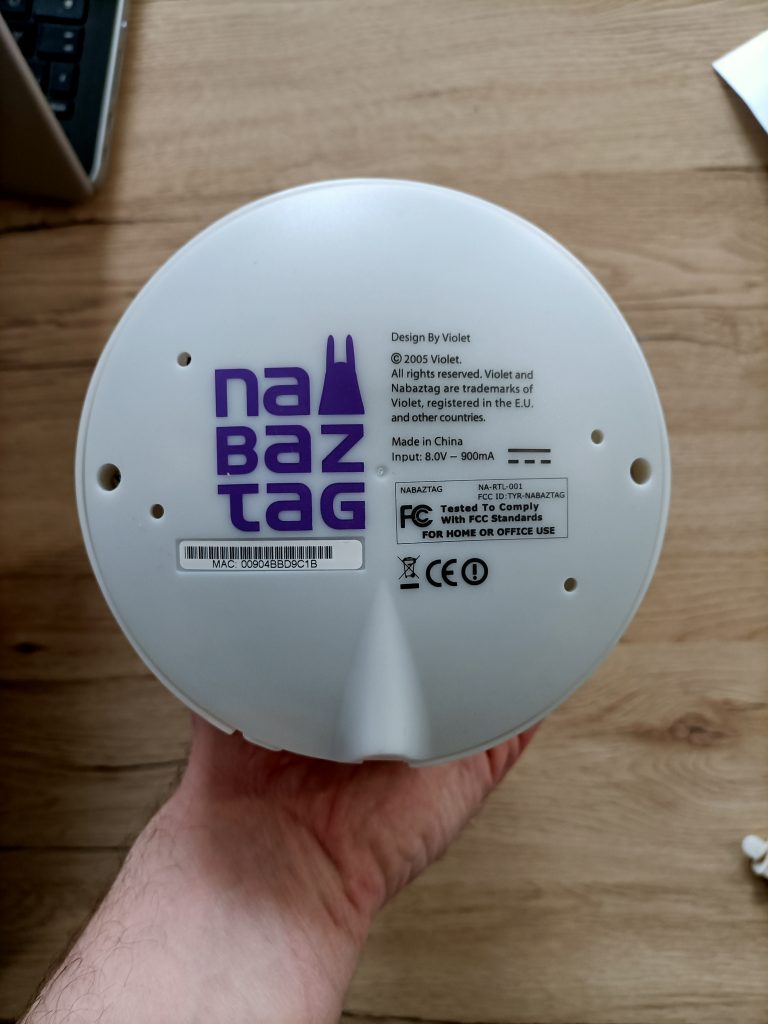 na
BAZ
taG
MAC: 00904BBD9C1B
Design By Violet
© 2005 Violet.
All rights reserved. Violet and
Nabaztag are trademarks of
Violet, registered in the E.U.
and other countries.
Made in China
Input: 8.0V – 900mA
NABAZTAG NA-RTL-001
FCC ID:TYR-NABAZTAG
FC Tested To Comply
With FCC Standards
FOR HOME OR OFFICE USE
CE